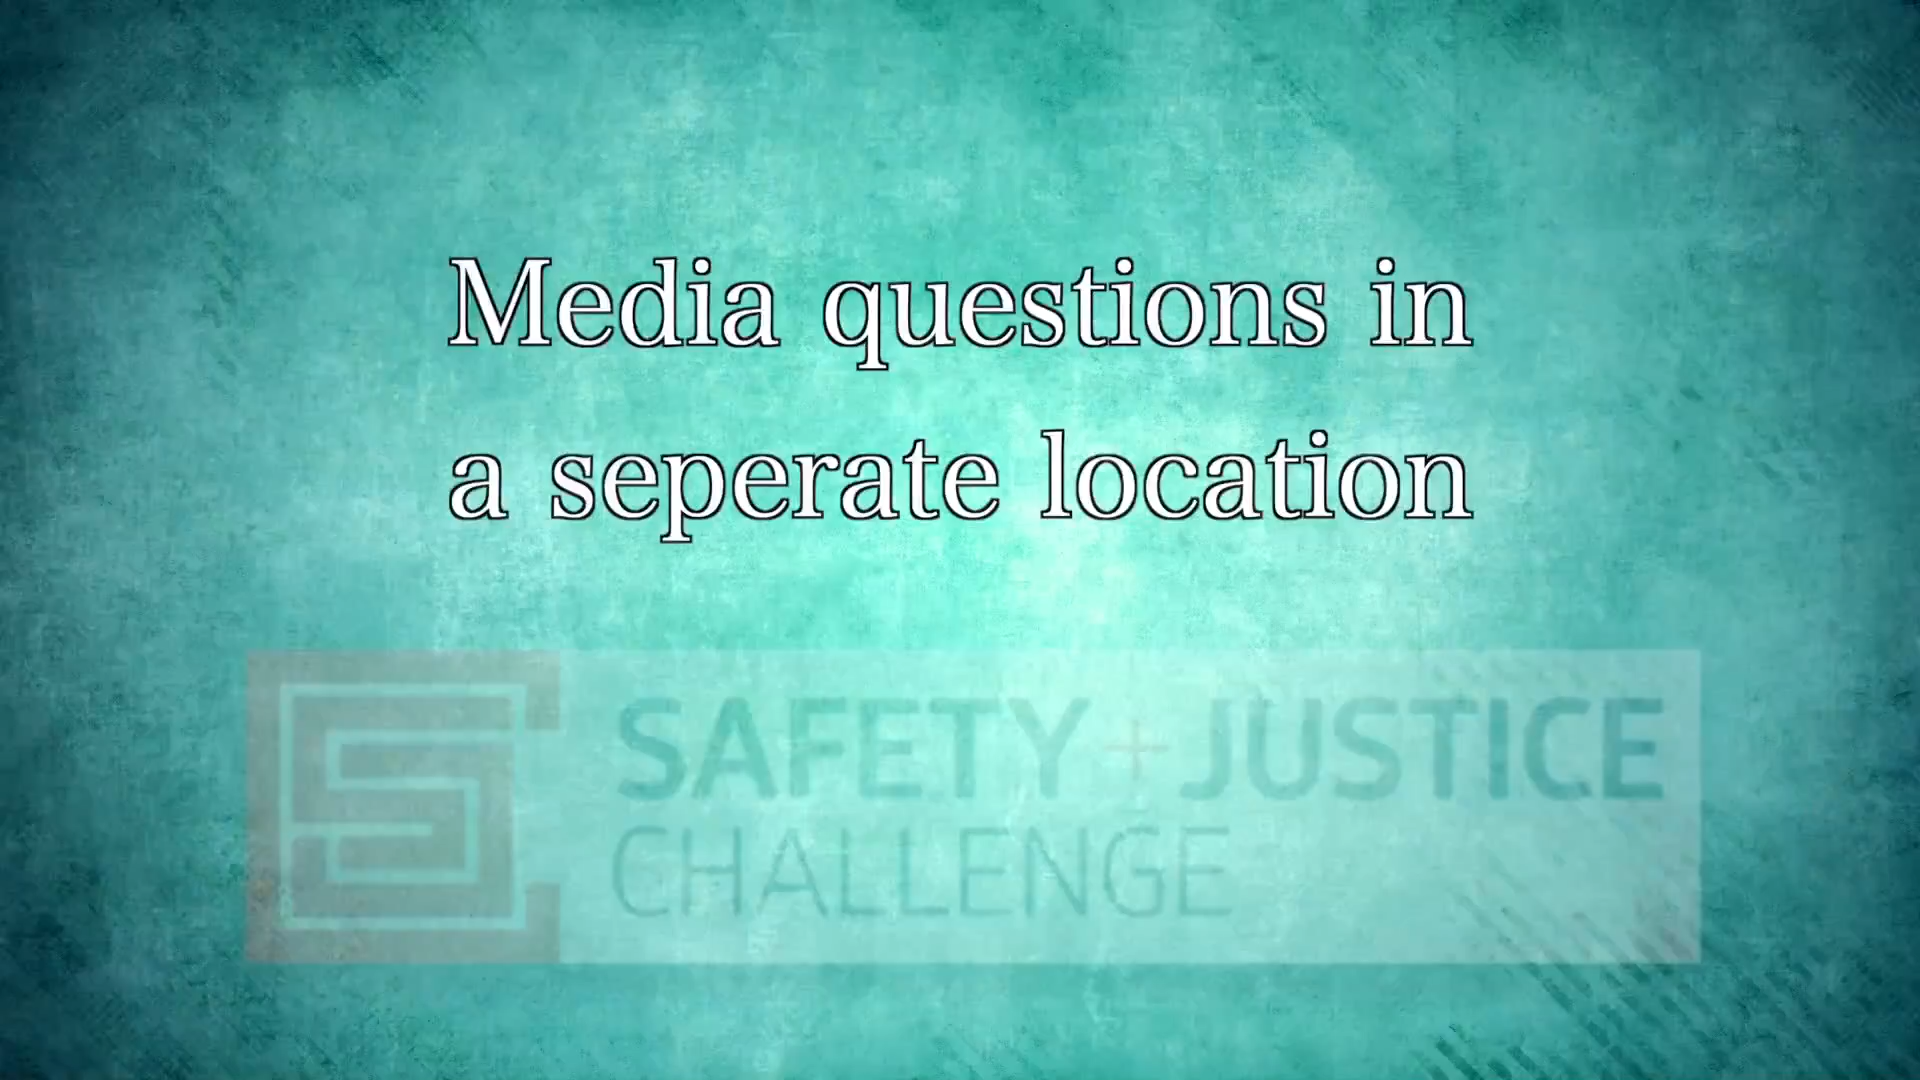 Media questions in
a seperate location
SAFETY + JUSTICE
CHALLENGE